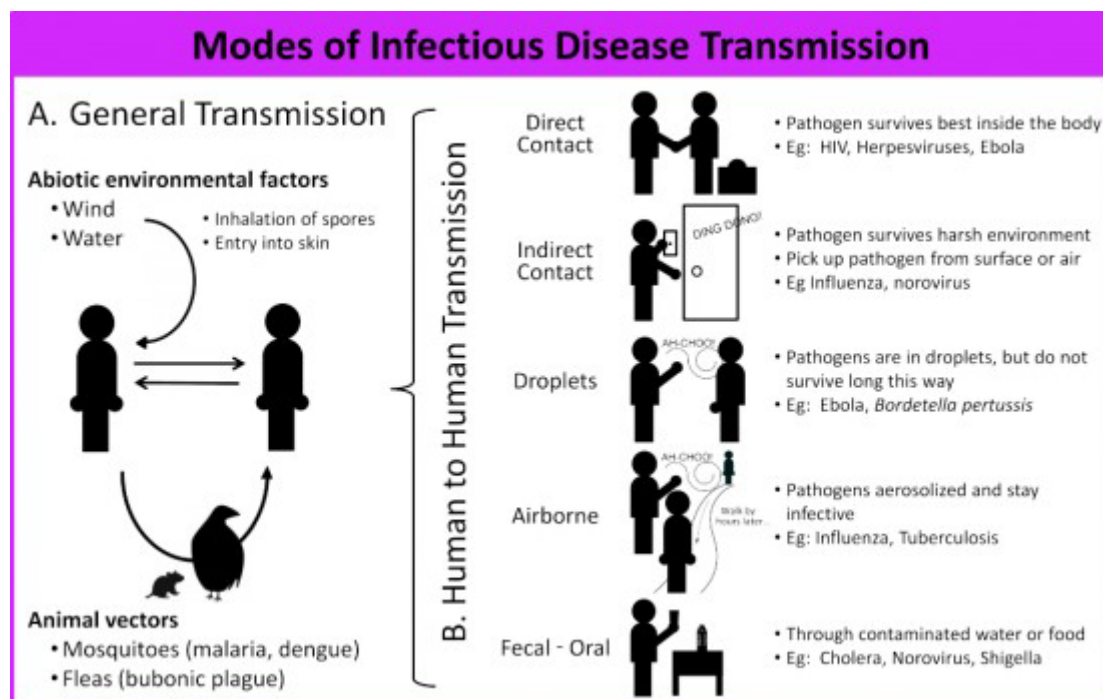 Modes of Infectious Disease Transmission
A. General Transmission
Abiotic environmental factors
• Wind
• Water
• Inhalation of spores
• Entry into skin
Animal vectors
• Mosquitoes (malaria, dengue)
• Fleas (bubonic plague)
B. Human to Human Transmission
Direct
Contact
• Pathogen survives best inside the body
• Eg: HIV, Herpesviruses, Ebola
Indirect
Contact
DING DONG!
• Pathogen survives harsh environment
• Pick up pathogen from surface or air
• Eg Influenza, norovirus
Droplets
AH-CHOO!
• Pathogens are in droplets, but do not
survive long this way
• Eg: Ebola, Bordetella pertussis
Airborne
AH-CHOO!
Walk by
hours later...
• Pathogens aerosolized and stay
infective
• Eg: Influenza, Tuberculosis
Fecal - Oral
• Through contaminated water or food
• Eg: Cholera, Norovirus, Shigella